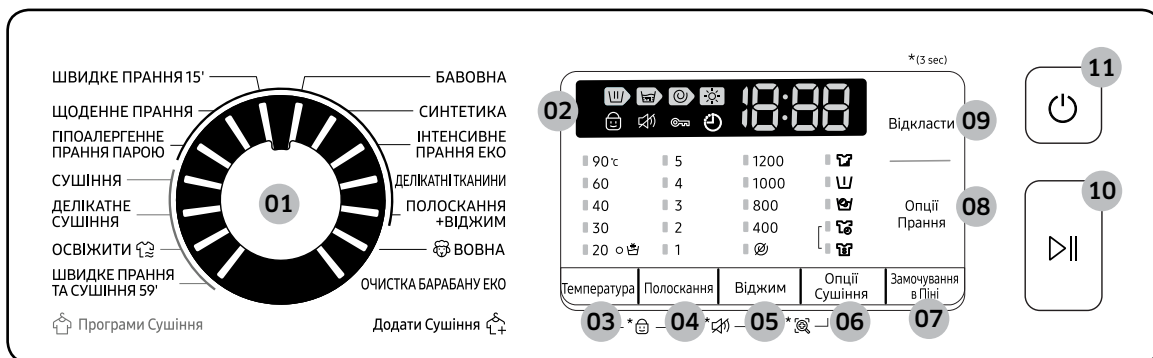 ШВИДКЕ ПРАННЯ 15'
ЩОДЕННЕ ПРАННЯ
ГІПОАЛЕРГЕННЕ
ПРАННЯ ПАРОЮ
СУШІННЯ
ДЕЛІКАТНЕ
СУШІННЯ
ОСВІЖИТИ
ШВИДКЕ ПРАННЯ
ТА СУШІННЯ 59'
Програми Сушіння
01
БАВОВНА
СИНТЕТИКА
ІНТЕНСИВНЕ
ПРАННЯ ЕКО
ДЕЛІКАТНІ ТКАНИНИ
ПОЛОСКАННЯ
+ВІДЖИМ
ВОВНА
ОЧИСТКА БАРАБАНУ ЕКО
Додати Сушіння
02
18:88
90℃ 5 1200
60 4 1000
40 3 800
30 2 400
20 1
Температура
Полоскання
Віджим
Опції
Сушіння
Замочування
в Піні
03 * 04 * 05 * 06 07
*(3 sec)
Відкласти 09
Опції
Прання
08
11
10